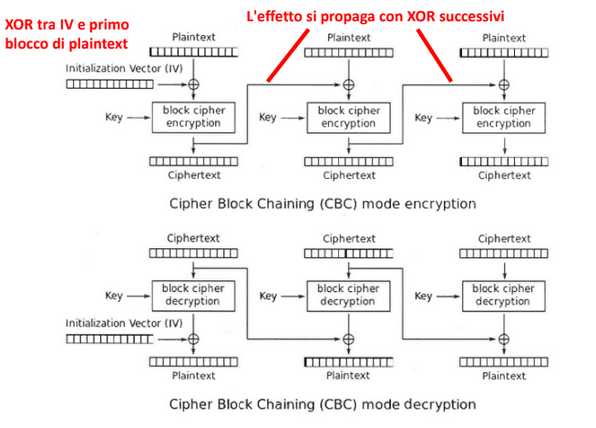 XOR tra IV e primo
blocco di plaintext
L'effetto si propaga con XOR successivi
Plaintext
Plaintext
Plaintext
Initialization Vector (IV)
Key
block cipher
encryption
Key
block cipher
encryption
Key
block cipher
encryption
Ciphertext
Ciphertext
Ciphertext
Cipher Block Chaining (CBC) mode encryption
Ciphertext
Ciphertext
Ciphertext
Key
block cipher
decryption
Key
block cipher
decryption
Key
block cipher
decryption
Initialization Vector (IV)
Plaintext
Plaintext
Plaintext
Cipher Block Chaining (CBC) mode decryption